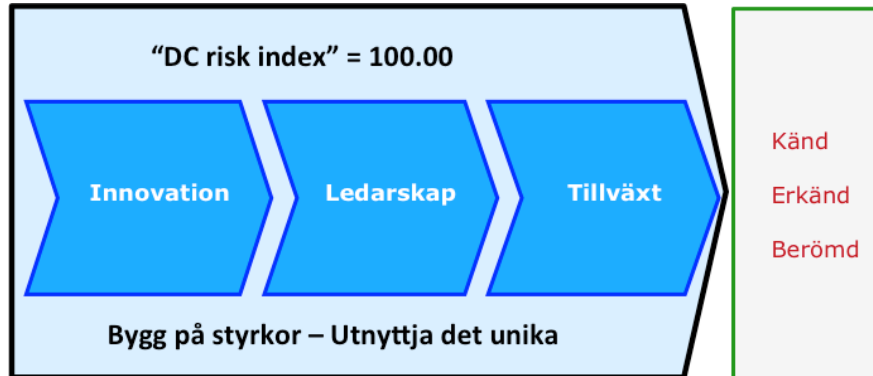 “DC risk index” = 100.00
Innovation
Ledarskap
Tillväxt
Bygg på styrkor – Utnyttja det unika
Känd
Erkänd
Berömd